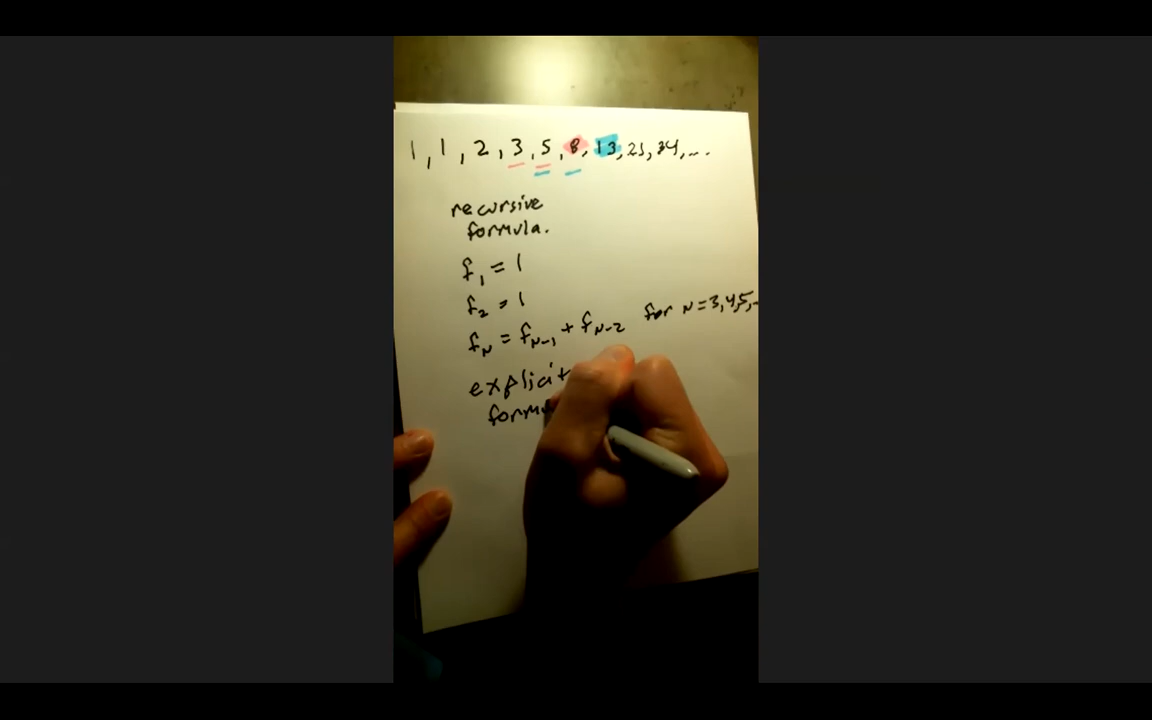 1, 1, 2, 3, 5, 8, 13, 21, 34, ...
recursive
formula.
f₁ = 1
f₂ = 1
fₙ = fₙ₋₁ + fₙ₋₂ for N = 3,4,5,..
explicit
formu